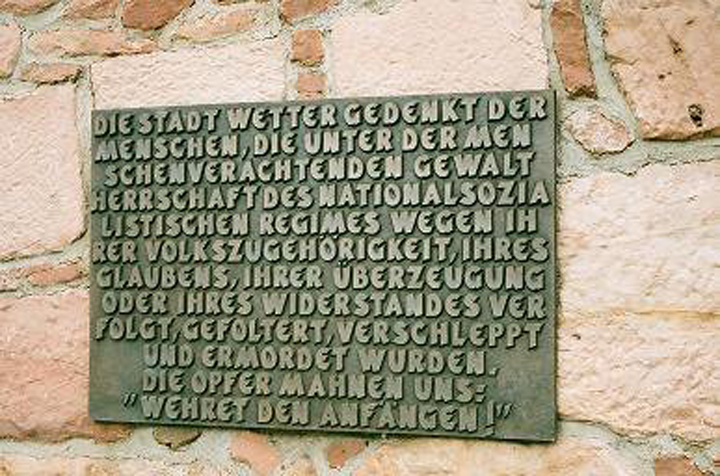 DIE STADT WETTER GEDENKT DER
MENSCHEN, DIE UNTER DER MEN
SCHENVERACHTENDEN GEWALT
HERRSCHAFT DES NATIONALSOZIA
LISTISCHEN REGIMES WEGEN IH
RER VOLKSZUGEHÖRIGKEIT, IHRES
GLAUBENS, IHRER ÜBERZEUGUNG
ODER IHRES WIDERSTANDES VER
FOLGT, GEFOLTERT, VERSCHLEPPT
UND ERMORDET WURDEN.
DIE OPFER MAHNEN UNS:
"WEHRET DEN ANFÄNGEN!"